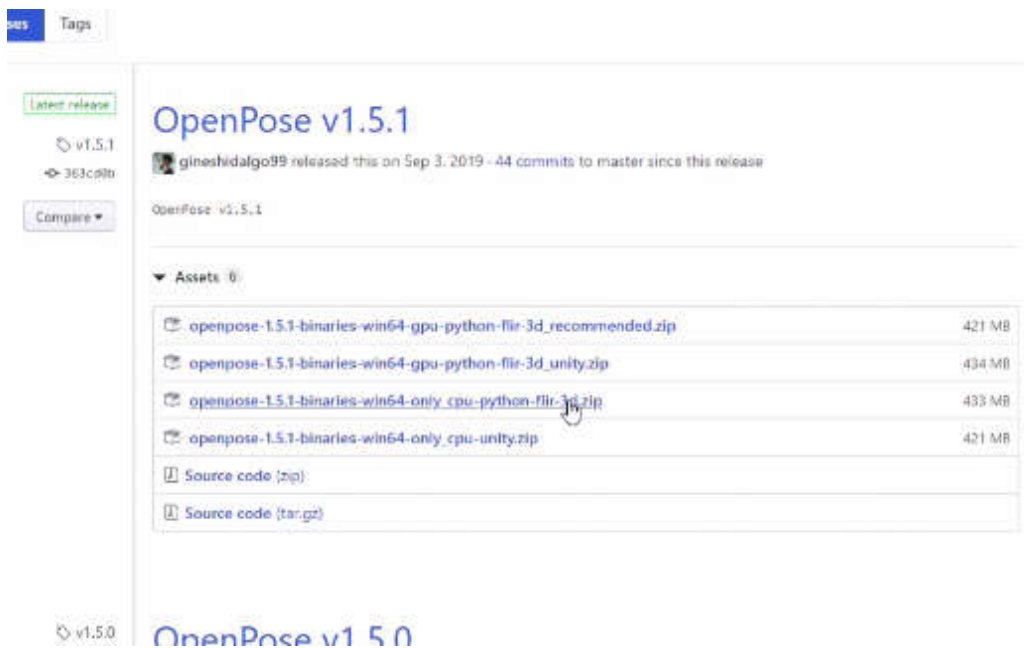 Tags
Latest release
OpenPose v1.5.1
v1.5.1
gineshidalgo99 released this on Sep 3, 2019 · 44 commits to master since this release
Compare
OpenPose v1.5.1
Assets 6
openpose-1.5.1-binaries-win64-gpu-python-flir-3d_recommended.zip 421 MB
openpose-1.5.1-binaries-win64-gpu-python-flir-3d_unity.zip 434 MB
openpose-1.5.1-binaries-win64-only_cpu-python-flir-3d.zip 433 MB
openpose-1.5.1-binaries-win64-only_cpu-unity.zip 421 MB
Source code (zip)
Source code (tar.gz)
v1.5.0
OpenPose v1.5.0